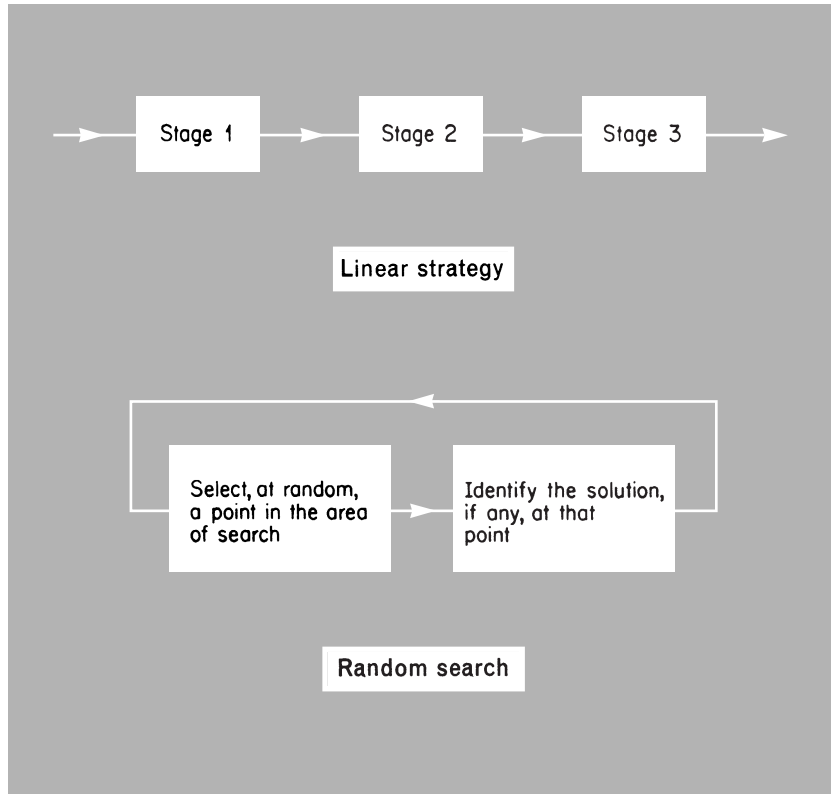 Stage 1
Stage 2
Stage 3
Linear strategy
Select, at random,
a point in the area
of search
Identify the solution,
if any, at that
point
Random search